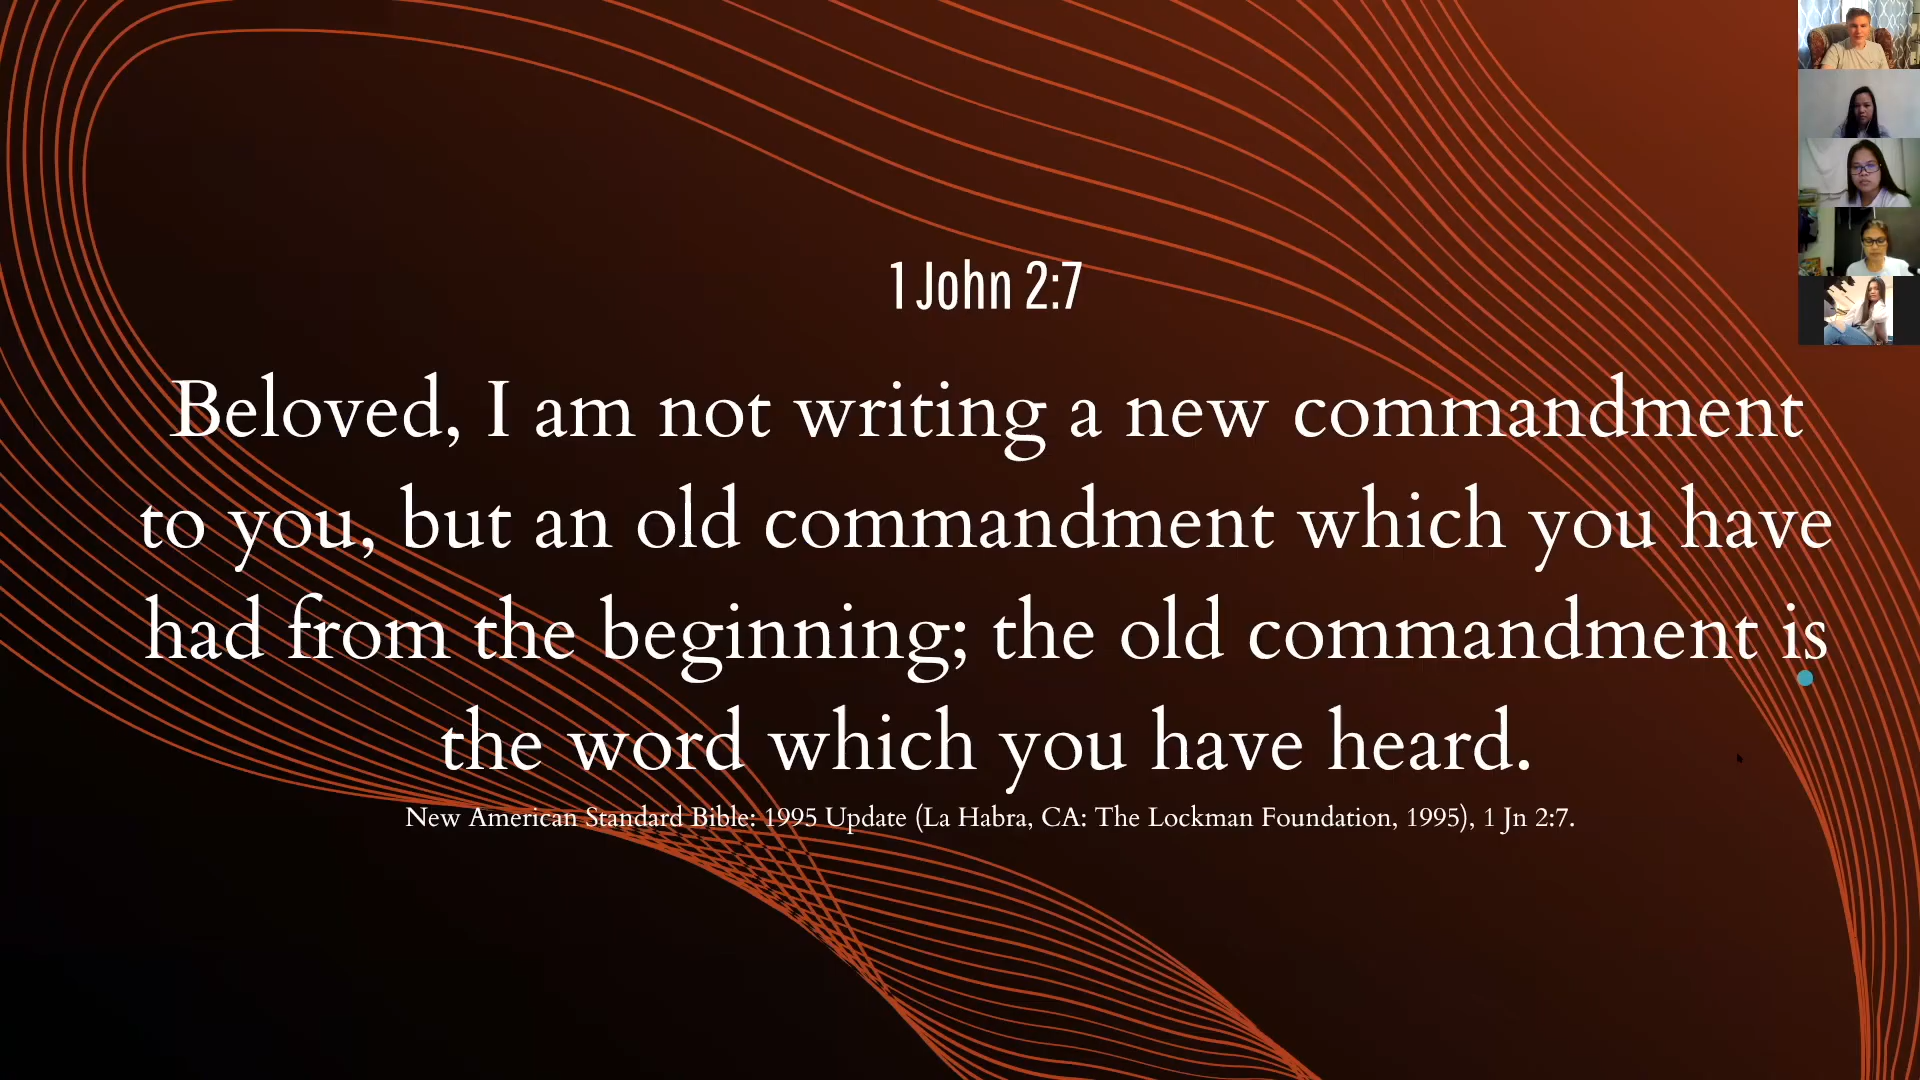 1 John 2:7
Beloved, I am not writing a new commandment
to you, but an old commandment which you have
had from the beginning; the old commandment is
the word which you have heard.
New American Standard Bible: 1995 Update (La Habra, CA: The Lockman Foundation, 1995), 1 Jn 2:7.